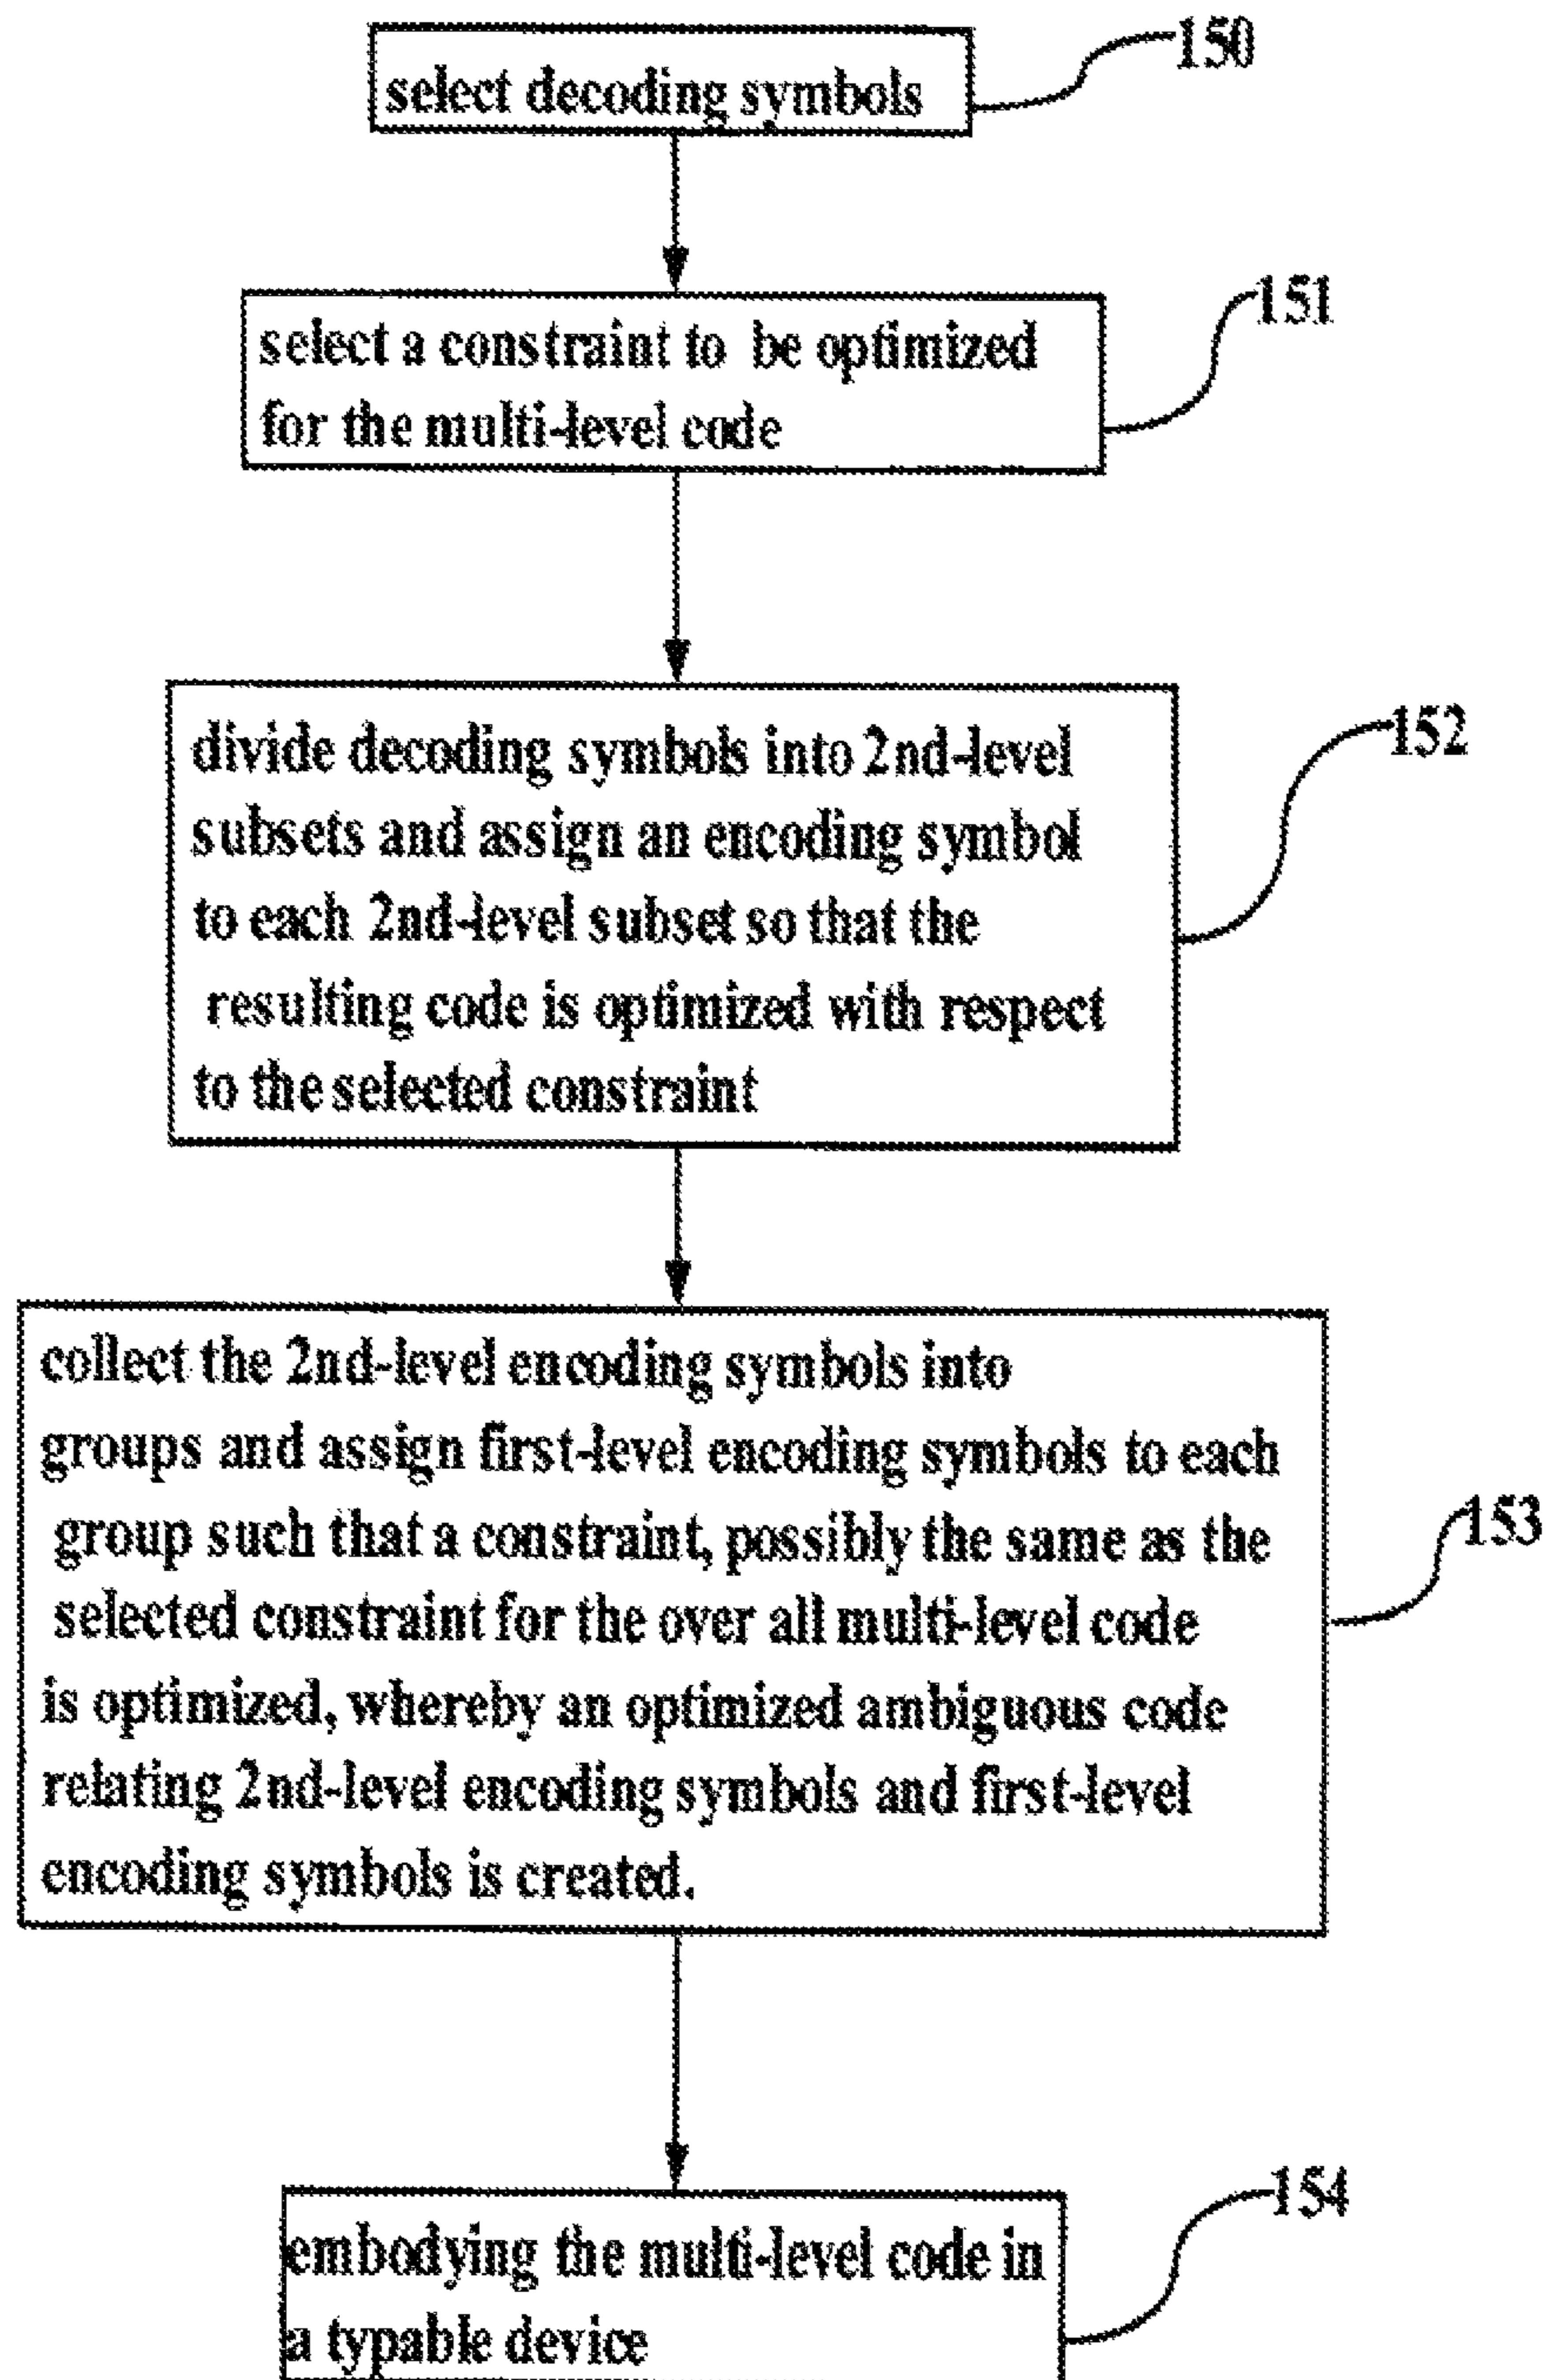 select decoding symbols
150
select a constraint to be optimized
for the multi-level code
151
divide decoding symbols into 2nd-level
subsets and assign an encoding symbol
to each 2nd-level subset so that the
resulting code is optimized with respect
to the selected constraint
152
collect the 2nd-level encoding symbols into
groups and assign first-level encoding symbols to each
group such that a constraint, possibly the same as the
selected constraint for the over all multi-level code
is optimized, whereby an optimized ambiguous code
relating 2nd-level encoding symbols and first-level
encoding symbols is created.
153
embodying the multi-level code in
a typable device
154